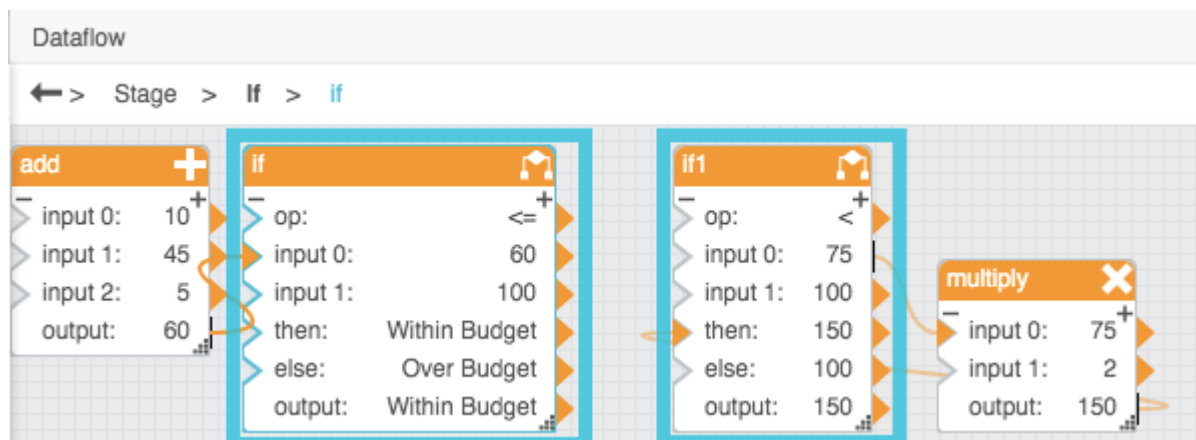 Dataflow
> Stage > If > if
add
input 0: 10
input 1: 45
input 2: 5
output: 60
if
op: <=
input 0: 60
input 1: 100
then: Within Budget
else: Over Budget
output: Within Budget
if1
op: <
input 0: 75
input 1: 100
then: 150
else: 100
output: 150
multiply
input 0: 75
input 1: 2
output: 150